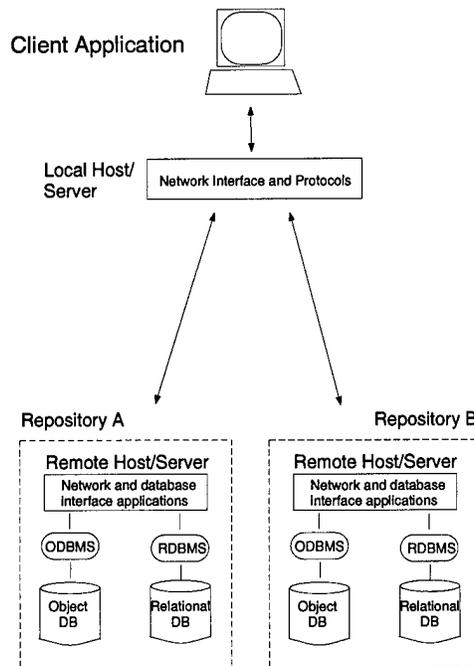 Client Application
Local Host/
Server
Network Interface and Protocols
Repository A
Remote Host/Server
Network and database
Interface applications
ODBMS
RDBMS
Object
DB
Relational
DB
Repository B
Remote Host/Server
Network and database
Interface applications
ODBMS
RDBMS
Object
DB
Relational
DB